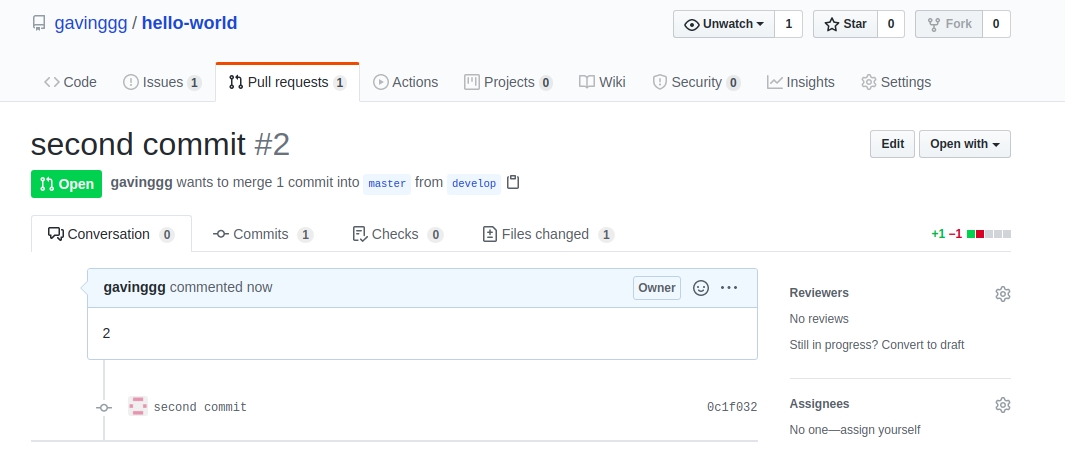 gavinggg / hello-world
Unwatch 1 Star 0 Fork 0
Code Issues 1 Pull requests 1 Actions Projects 0 Wiki Security 0 Insights Settings
second commit #2
Edit Open with
Open gavinggg wants to merge 1 commit into master from develop
Conversation 0 Commits 1 Checks 0 Files changed 1 +1 −1
gavinggg commented now Owner
2
second commit 0c1f032
Reviewers
No reviews
Still in progress? Convert to draft
Assignees
No one—assign yourself